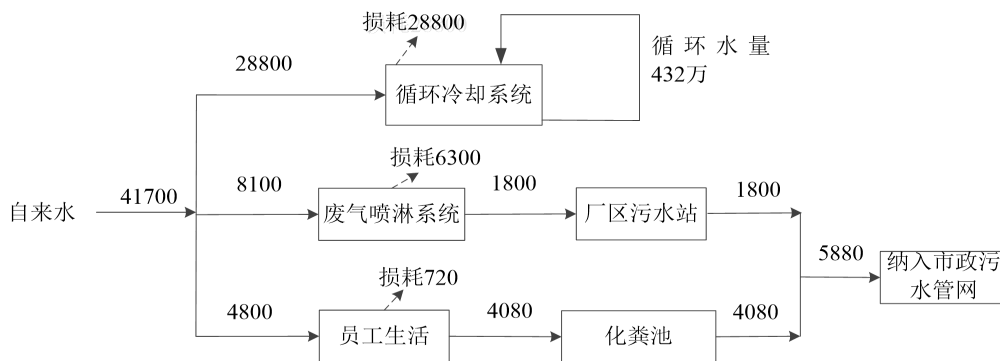 损耗28800
28800
循环冷却系统
循环水量
432万
损耗6300
自来水
41700
8100
废气喷淋系统
1800
厂区污水站
1800
5880
纳入市政污
水管网
损耗720
4800
员工生活
4080
化粪池
4080